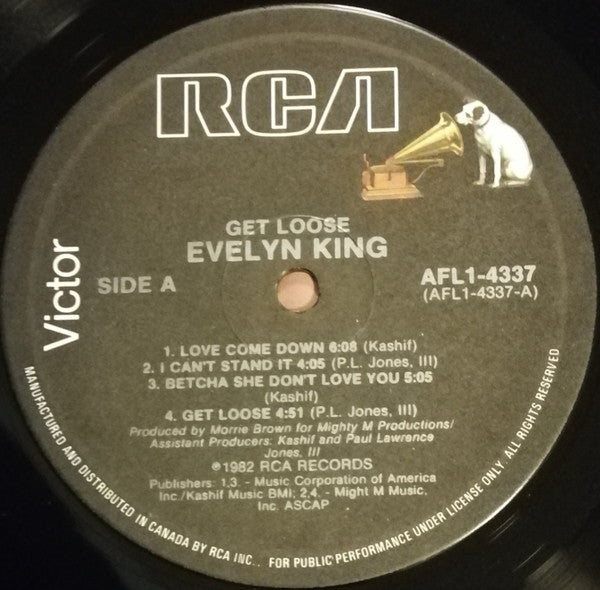 RCA
GET LOOSE
EVELYN KING
Victor
SIDE A
AFL1-4337
(AFL1-4337-A)
1. LOVE COME DOWN 6:08 (Kashif)
2. I CAN'T STAND IT 4:05 (P.L. Jones, III)
3. BETCHA SHE DON'T LOVE YOU 5:05
(Kashif)
4. GET LOOSE 4:51 (P.L. Jones, III)
Produced by Morrie Brown for Mighty M Productions/
Assistant Producers: Kashif and Paul Lawrence
Jones, III
℗1982 RCA RECORDS
Publishers: 1,3. - Music Corporation of America
Inc./Kashif Music BMI; 2,4. - Might M Music,
Inc. ASCAP
MANUFACTURED AND DISTRIBUTED IN CANADA BY RCA INC.. FOR PUBLIC PERFORMANCE UNDER LICENSE ONLY. ALL RIGHTS RESERVED